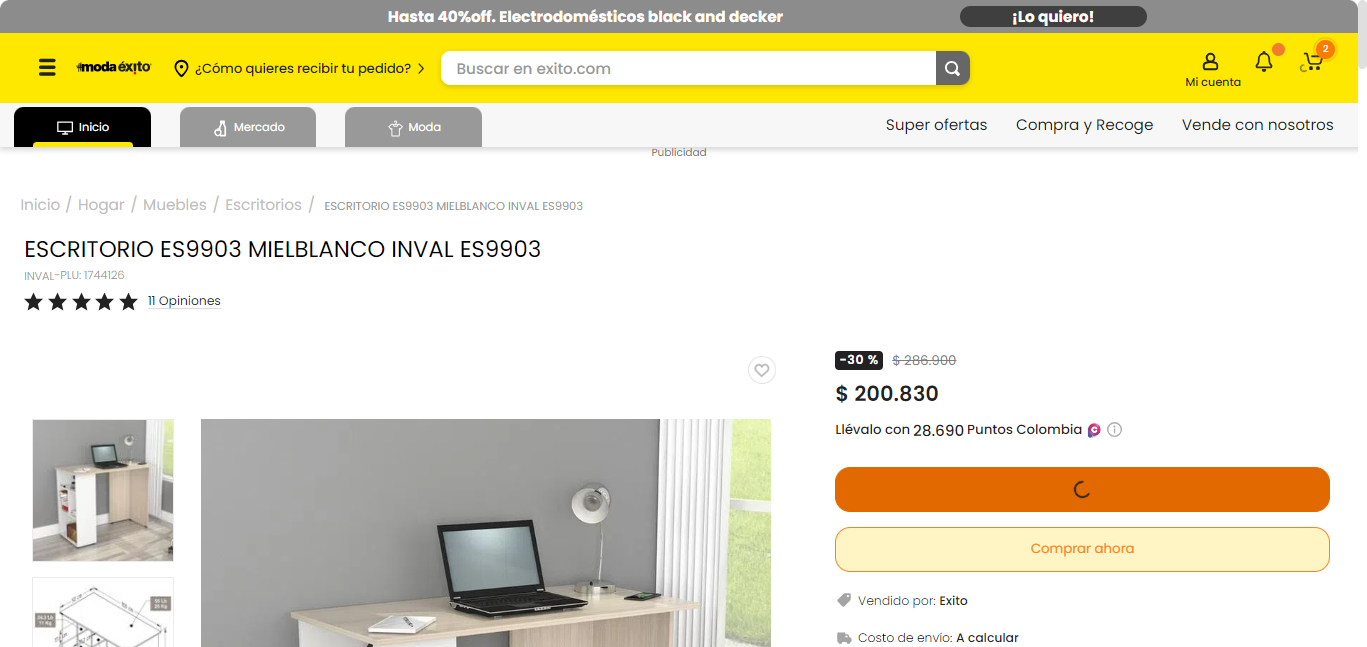 Hasta 40%off. Electrodomésticos black and decker ¡Lo quiero!
moda éxito
¿Cómo quieres recibir tu pedido?
Buscar en exito.com
2
Mi cuenta
Inicio Mercado Moda Super ofertas Compra y Recoge Vende con nosotros
Publicidad
Inicio / Hogar / Muebles / Escritorios / ESCRITORIO ES9903 MIELBLANCO INVAL ES9903
ESCRITORIO ES9903 MIELBLANCO INVAL ES9903
INVAL-PLU: 1744126
11 Opiniones
-30 % $ 286.900
$ 200.830
Llévalo con 28.690 Puntos Colombia
Comprar ahora
Vendido por: Exito
Costo de envío: A calcular